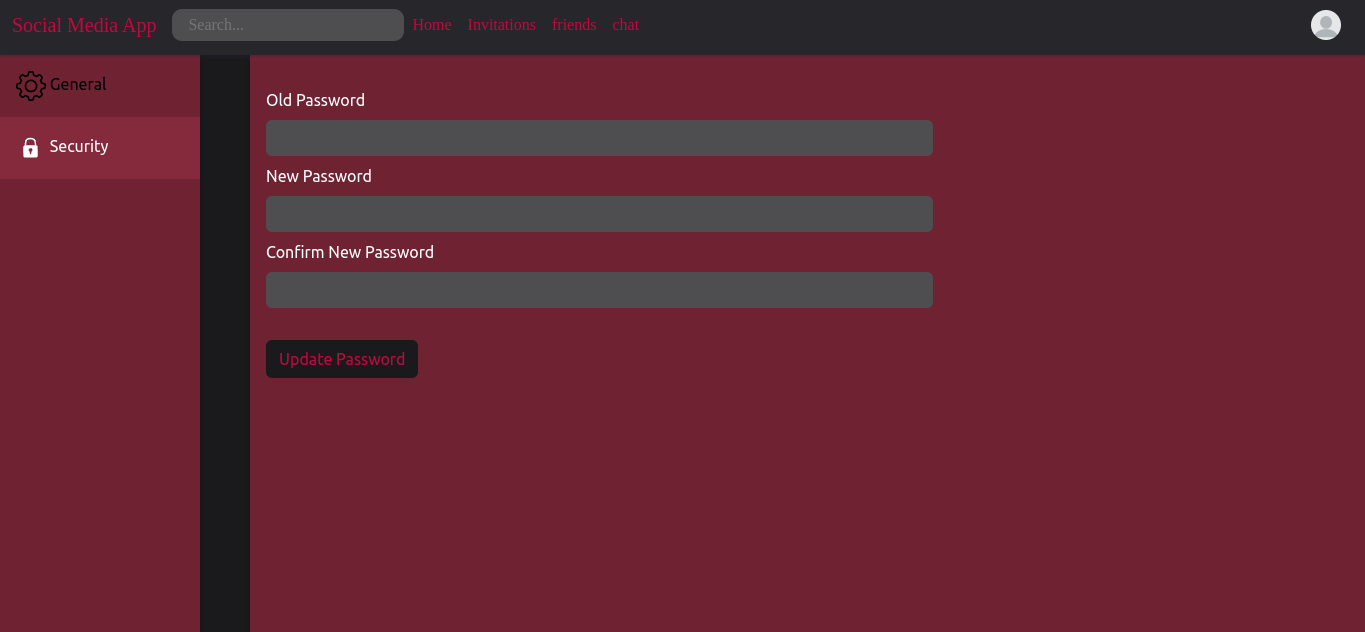 Social Media App Search... Home Invitations friends chat
General
Security
Old Password
New Password
Confirm New Password
Update Password